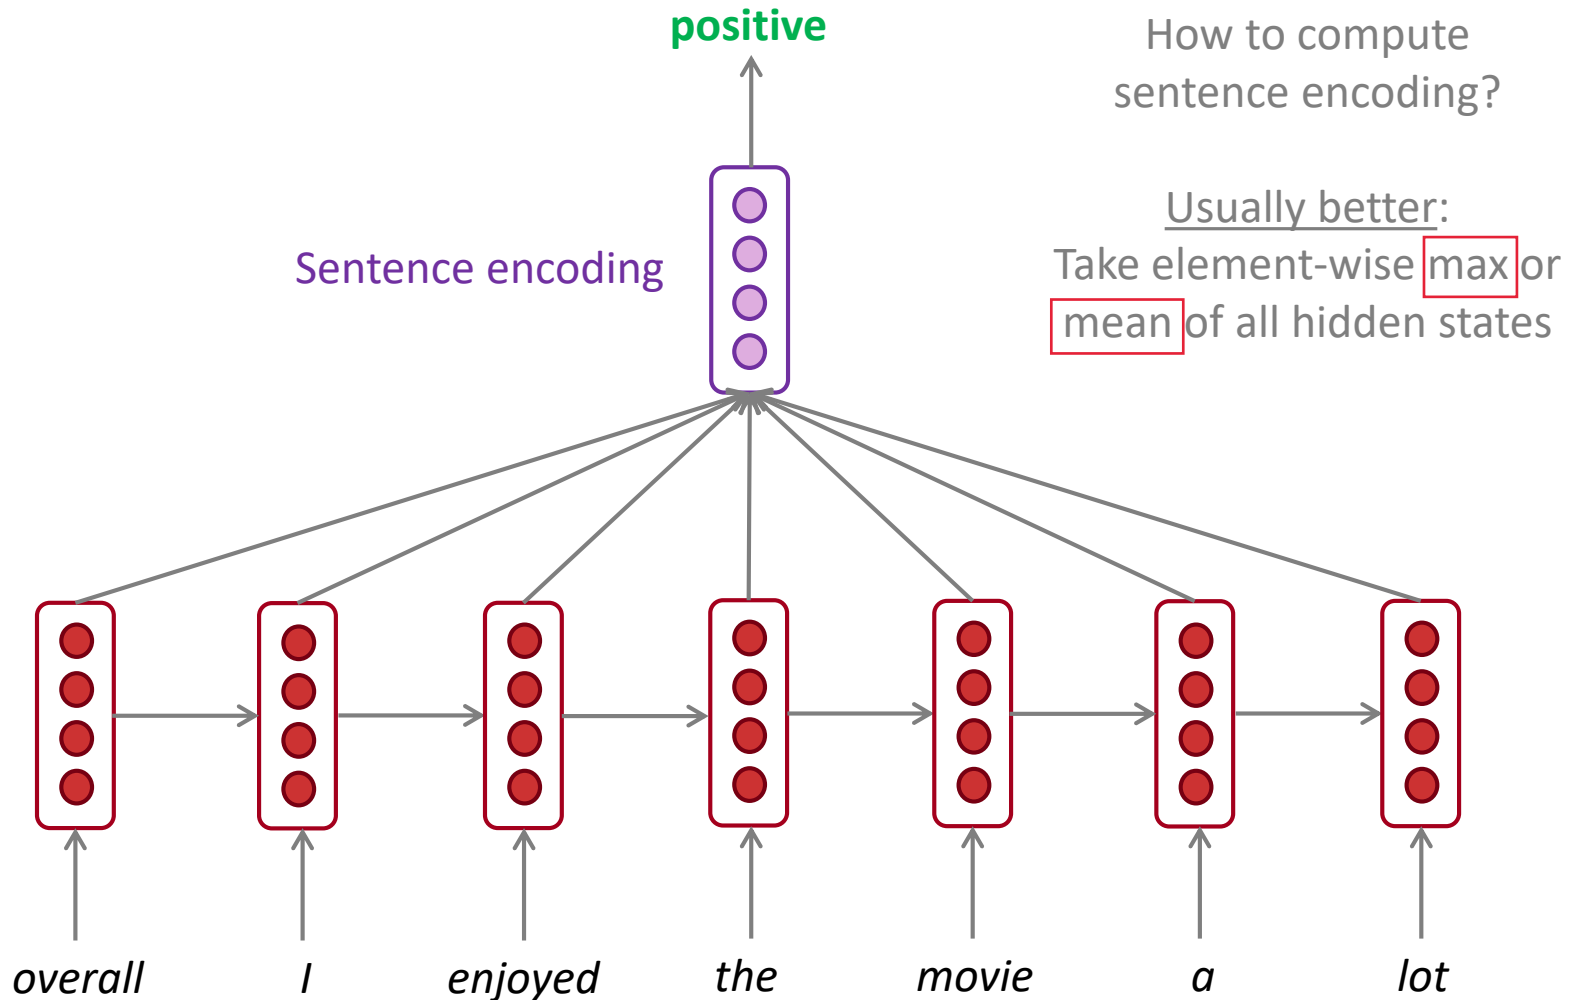 positive
How to compute
sentence encoding?
Usually better:
Take element-wise max or
mean of all hidden states
Sentence encoding
overall I enjoyed the movie a lot